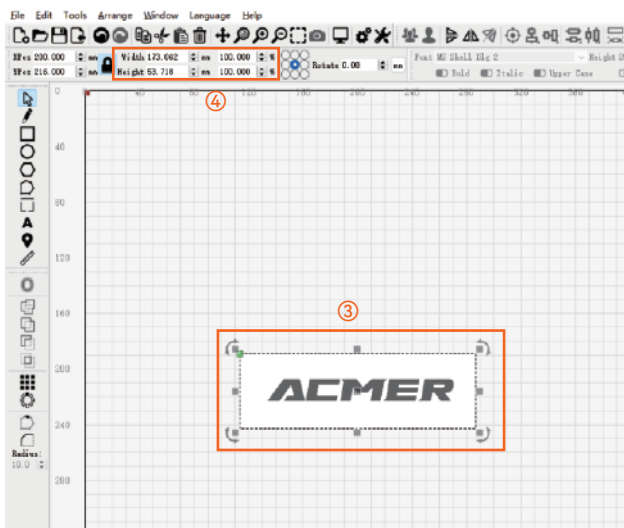 File Edit Tools Arrange Window Language Help
XPos 200.000 mm Width 173.062 mm 100.000 % Rotate 0.00 mm Font MS Shell Dlg 2 Height
YPos 216.000 mm Height 53.718 mm 100.000 % Bold Italic Upper Case
④
0 40 80 120 160 200 240 280 320 360
0
40
80
120
160
③
200
ACMER
240
Radius:
10.0
280